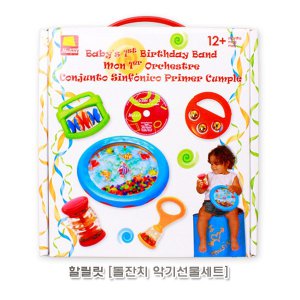 12+
Baby's 1st Birthday Band
Mon 1er Orchestre
Conjunto Sinfónico Primer Cumple
할릴릿 [돌잔치 악기선물세트]